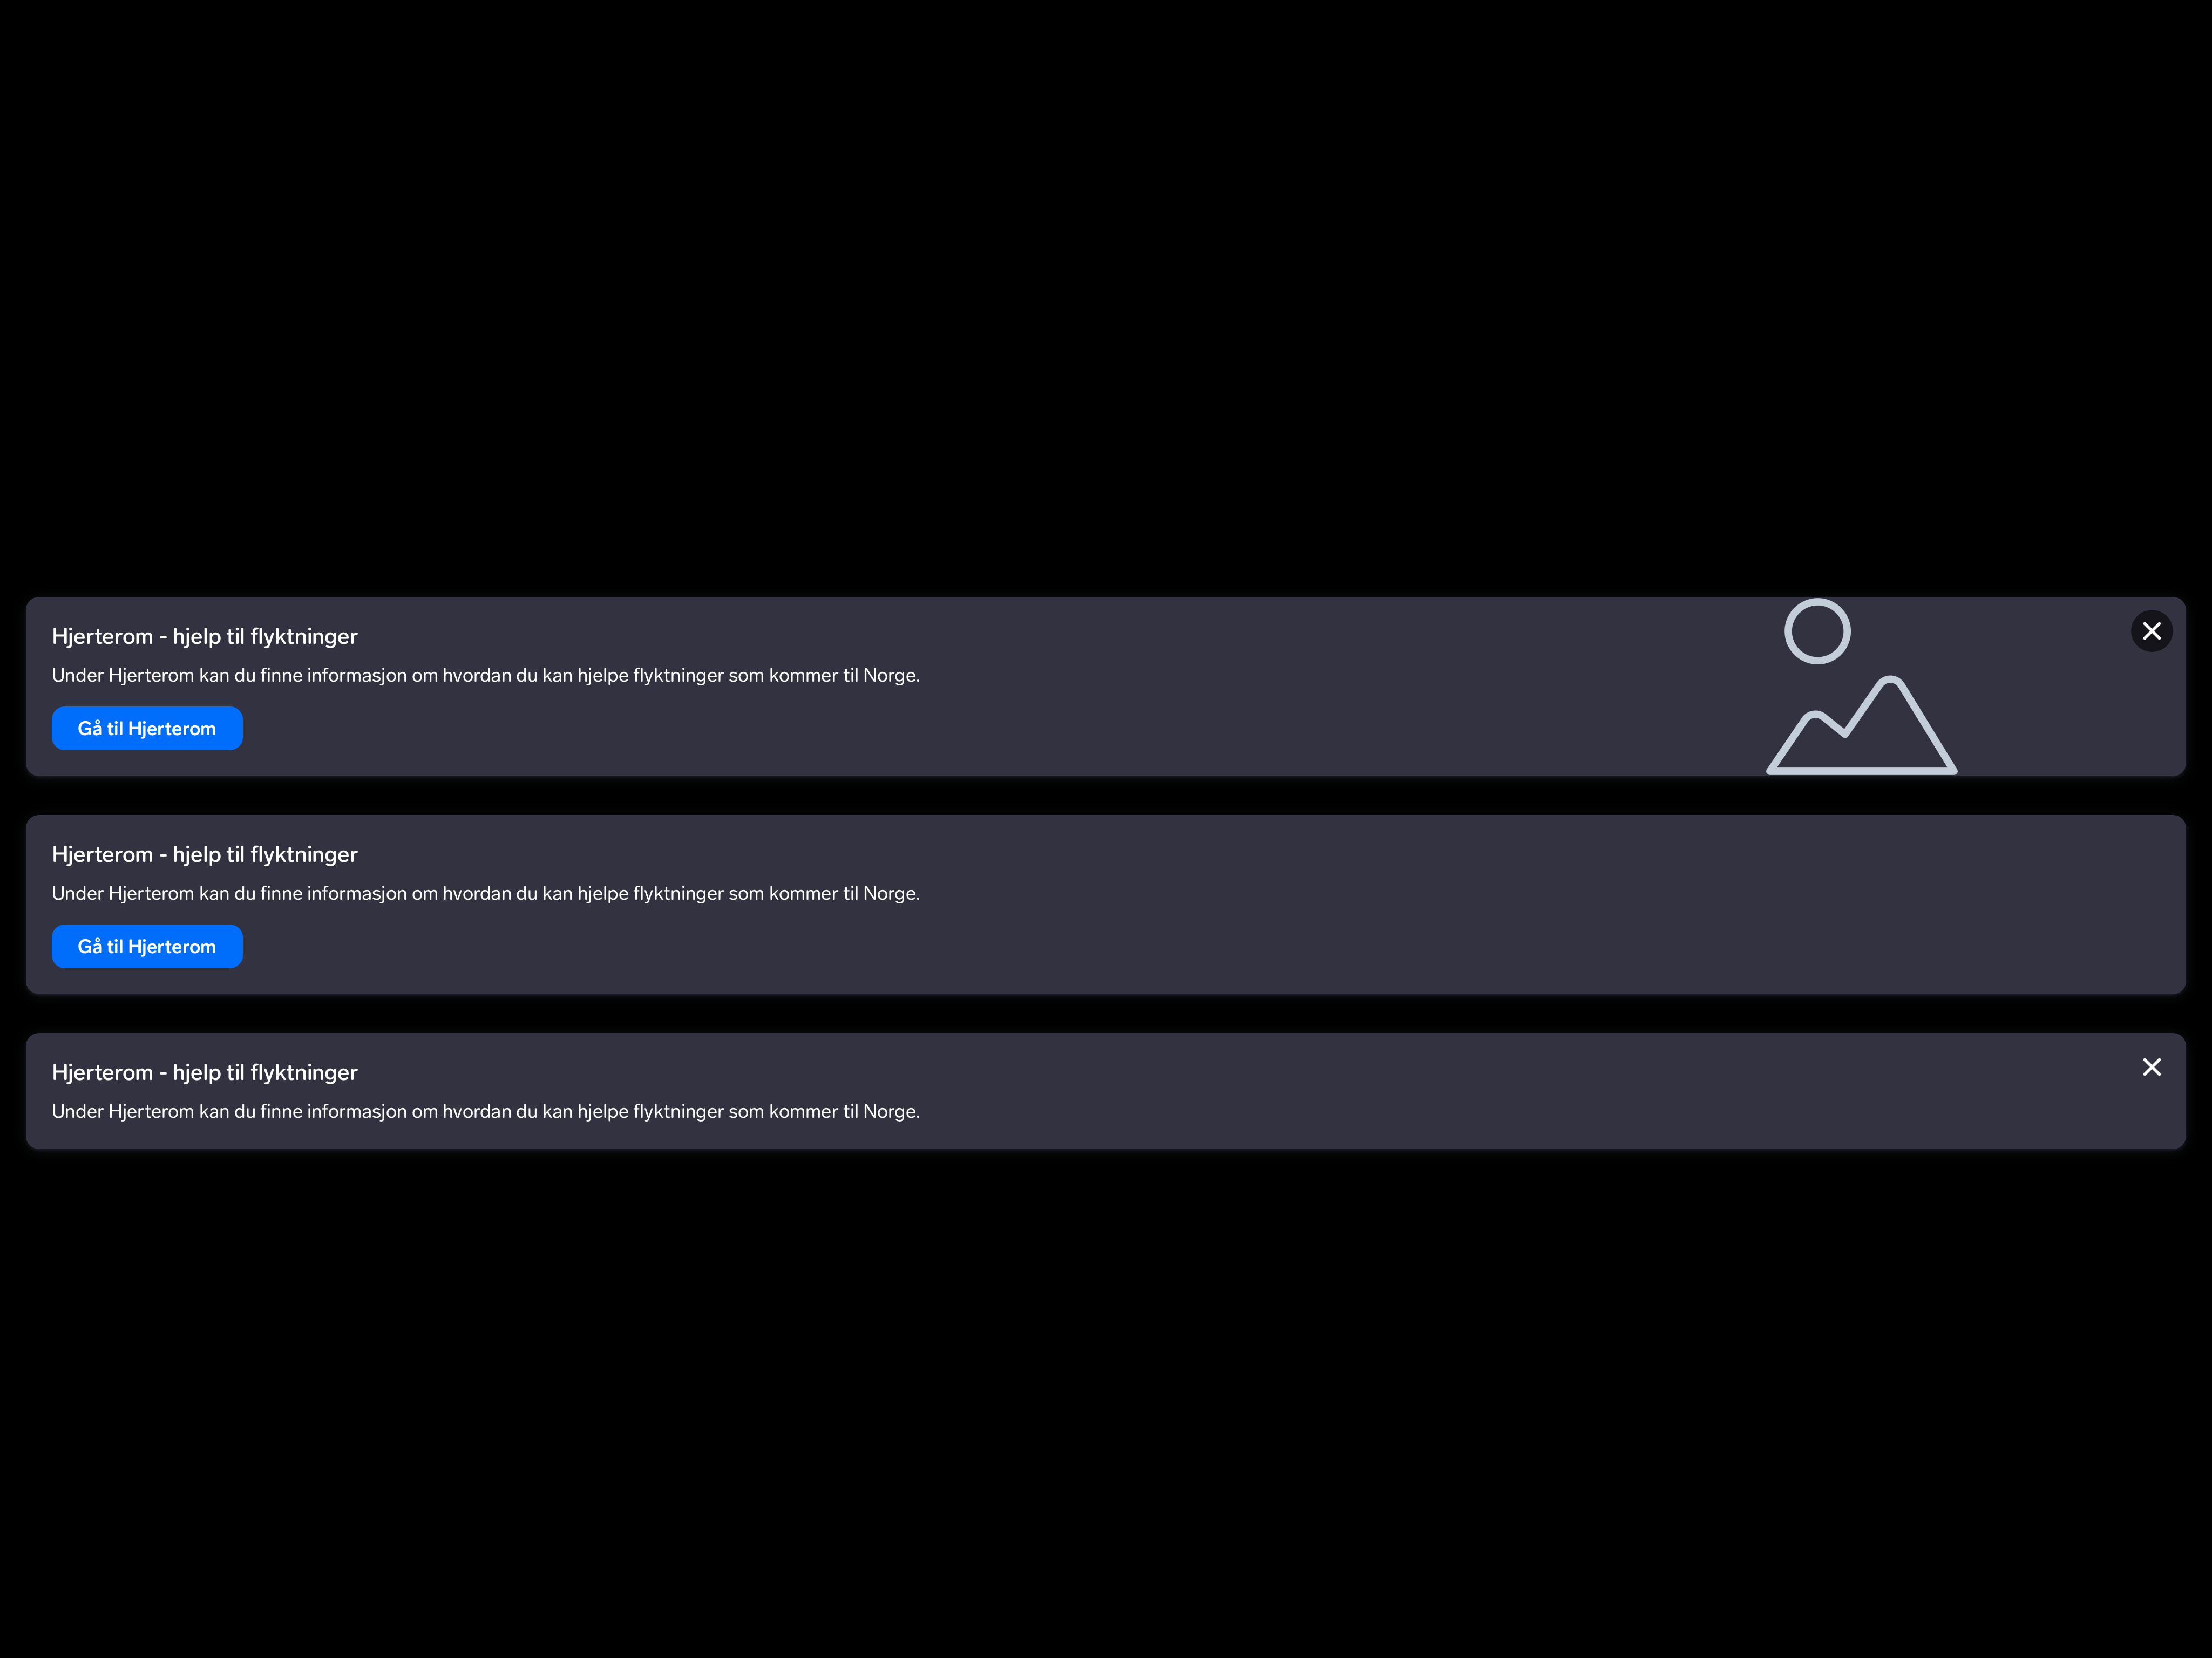 Hjerterom - hjelp til flyktninger
Under Hjerterom kan du finne informasjon om hvordan du kan hjelpe flyktninger som kommer til Norge.
Gå til Hjerterom
Hjerterom - hjelp til flyktninger
Under Hjerterom kan du finne informasjon om hvordan du kan hjelpe flyktninger som kommer til Norge.
Gå til Hjerterom
Hjerterom - hjelp til flyktninger
Under Hjerterom kan du finne informasjon om hvordan du kan hjelpe flyktninger som kommer til Norge.